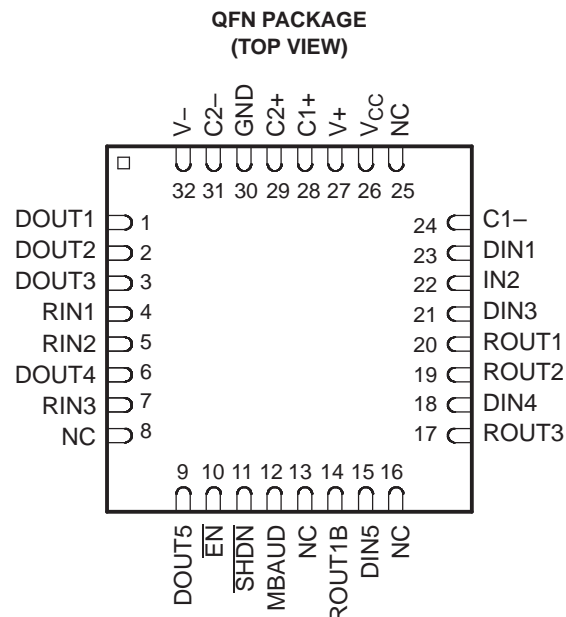 QFN PACKAGE
(TOP VIEW)
V–
C2–
GND
C2+
C1+
V+
VCC
NC
32 31 30 29 28 27 26 25
DOUT1 1
DOUT2 2
DOUT3 3
RIN1 4
RIN2 5
DOUT4 6
RIN3 7
NC 8
24 C1–
23 DIN1
22 IN2
21 DIN3
20 ROUT1
19 ROUT2
18 DIN4
17 ROUT3
9 10 11 12 13 14 15 16
DOUT5
EN
SHDN
MBAUD
NC
ROUT1B
DIN5
NC